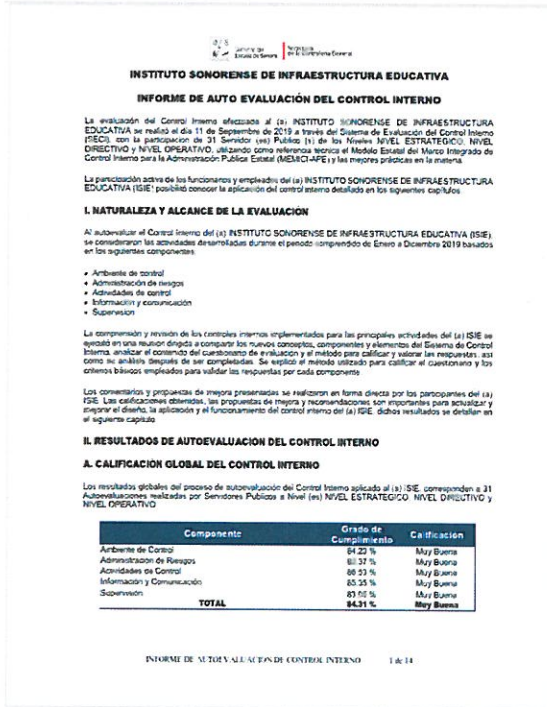 Gobierno del
Estado de Sonora
Secretaría
de la Contraloría General
INSTITUTO SONORENSE DE INFRAESTRUCTURA EDUCATIVA
INFORME DE AUTO EVALUACIÓN DEL CONTROL INTERNO
La evaluación del Control Interno efectuada al (a) INSTITUTO SONORENSE DE INFRAESTRUCTURA
EDUCATIVA se realizó el día 11 de Septiembre de 2019 a través del Sistema de Evaluación del Control Interno
(SECI), con la participación de 31 Servidor (es) Público (s) de los Niveles NIVEL ESTRATEGICO, NIVEL
DIRECTIVO y NIVEL OPERATIVO, utilizando como referencia técnica el Modelo Estatal del Marco Integrado de
Control Interno para la Administración Publica Estatal (MEMICI-APE) y las mejores prácticas en la materia.
La participación activa de los funcionarios y empleados del (a) INSTITUTO SONORENSE DE INFRAESTRUCTURA
EDUCATIVA (ISIE) posibilitó conocer la aplicación del control interno detallado en los siguientes capítulos.
I. NATURALEZA Y ALCANCE DE LA EVALUACIÓN
Al autoevaluar el Control Interno del (a) INSTITUTO SONORENSE DE INFRAESTRUCTURA EDUCATIVA (ISIE),
se consideraron las actividades desarrolladas durante el periodo comprendido de Enero a Diciembre 2019 basados
en los siguientes componentes:
• Ambiente de control
• Administración de riesgos
• Actividades de control
• Información y comunicación
• Supervisión
La comprensión y revisión de los controles internos implementados para las principales actividades del (a) ISIE se
ejecutó en una reunión dirigida a compartir los nuevos conceptos, componentes y elementos del Sistema de Control
Interno, analizar el contenido del cuestionario de evaluación y el método para calificar y valorar las respuestas, así
como su análisis después de ser completadas. Se explicó el método utilizado para calificar el cuestionario y los
criterios básicos empleados para validar las respuestas por cada componente.
Los comentarios y propuestas de mejora presentadas se realizaron en forma directa por los participantes del (a)
ISIE. Las calificaciones obtenidas, las propuestas de mejora y recomendaciones son importantes para actualizar y
mejorar el diseño, la aplicación y el funcionamiento del control interno del (a) ISIE, dichos resultados se detallan en
el siguiente capítulo.
II. RESULTADOS DE AUTOEVALUACIÓN DEL CONTROL INTERNO
A. CALIFICACIÓN GLOBAL DEL CONTROL INTERNO
Los resultados globales del proceso de autoevaluación del Control Interno aplicado al (a) ISIE, corresponden a 31
Autoevaluaciones realizadas por Servidores Publicos a Nivel (es) NIVEL ESTRATEGICO, NIVEL DIRECTIVO y
NIVEL OPERATIVO
Componente Grado de Cumplimiento Calificación
Ambiente de Control 84.23 % Muy Buena
Administración de Riesgos 82.37 % Muy Buena
Actividades de Control 86.53 % Muy Buena
Información y Comunicación 85.35 % Muy Buena
Supervisión % Muy Buena
TOTAL 84.31 % Muy Buena
INFORME DE AUTOEVALUACION DE CONTROL INTERNO 1 de 14